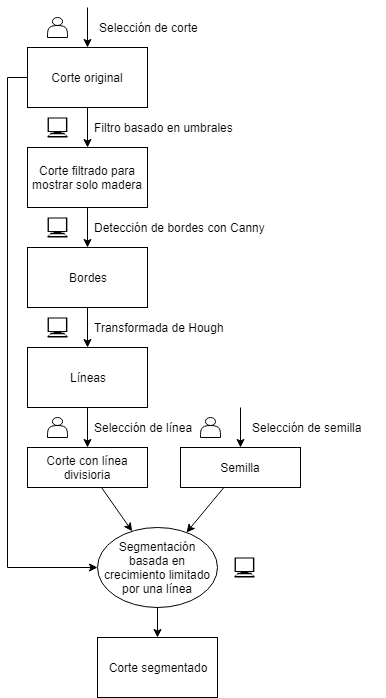 Selección de corte
Corte original
Filtro basado en umbrales
Corte filtrado para
mostrar solo madera
Detección de bordes con Canny
Bordes
Transformada de Hough
Líneas
Selección de línea
Selección de semilla
Corte con línea
divisioria
Semilla
Segmentación
basada en
crecimiento limitado
por una línea
Corte segmentado